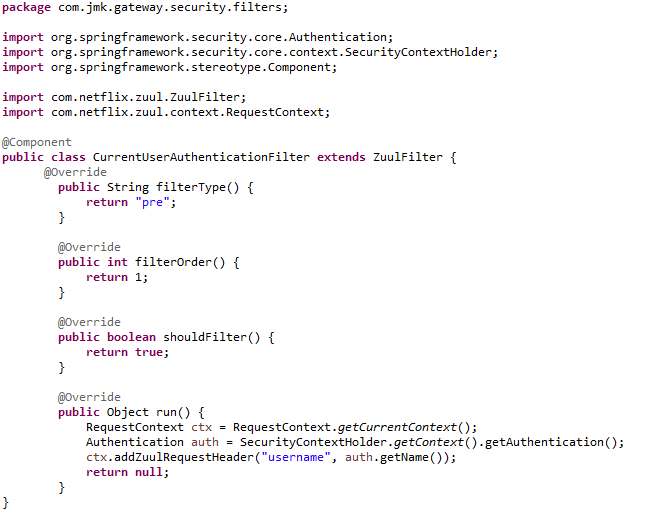 package com.jmk.gateway.security.filters;

import org.springframework.security.core.Authentication;
import org.springframework.security.core.context.SecurityContextHolder;
import org.springframework.stereotype.Component;

import com.netflix.zuul.ZuulFilter;
import com.netflix.zuul.context.RequestContext;

@Component
public class CurrentUserAuthenticationFilter extends ZuulFilter {
      @Override
        public String filterType() {
            return "pre";
        }

        @Override
        public int filterOrder() {
            return 1;
        }

        @Override
        public boolean shouldFilter() {
            return true;
        }

        @Override
        public Object run() {
            RequestContext ctx = RequestContext.getCurrentContext();
            Authentication auth = SecurityContextHolder.getContext().getAuthentication();
            ctx.addZuulRequestHeader("username", auth.getName());
            return null;
        }
}